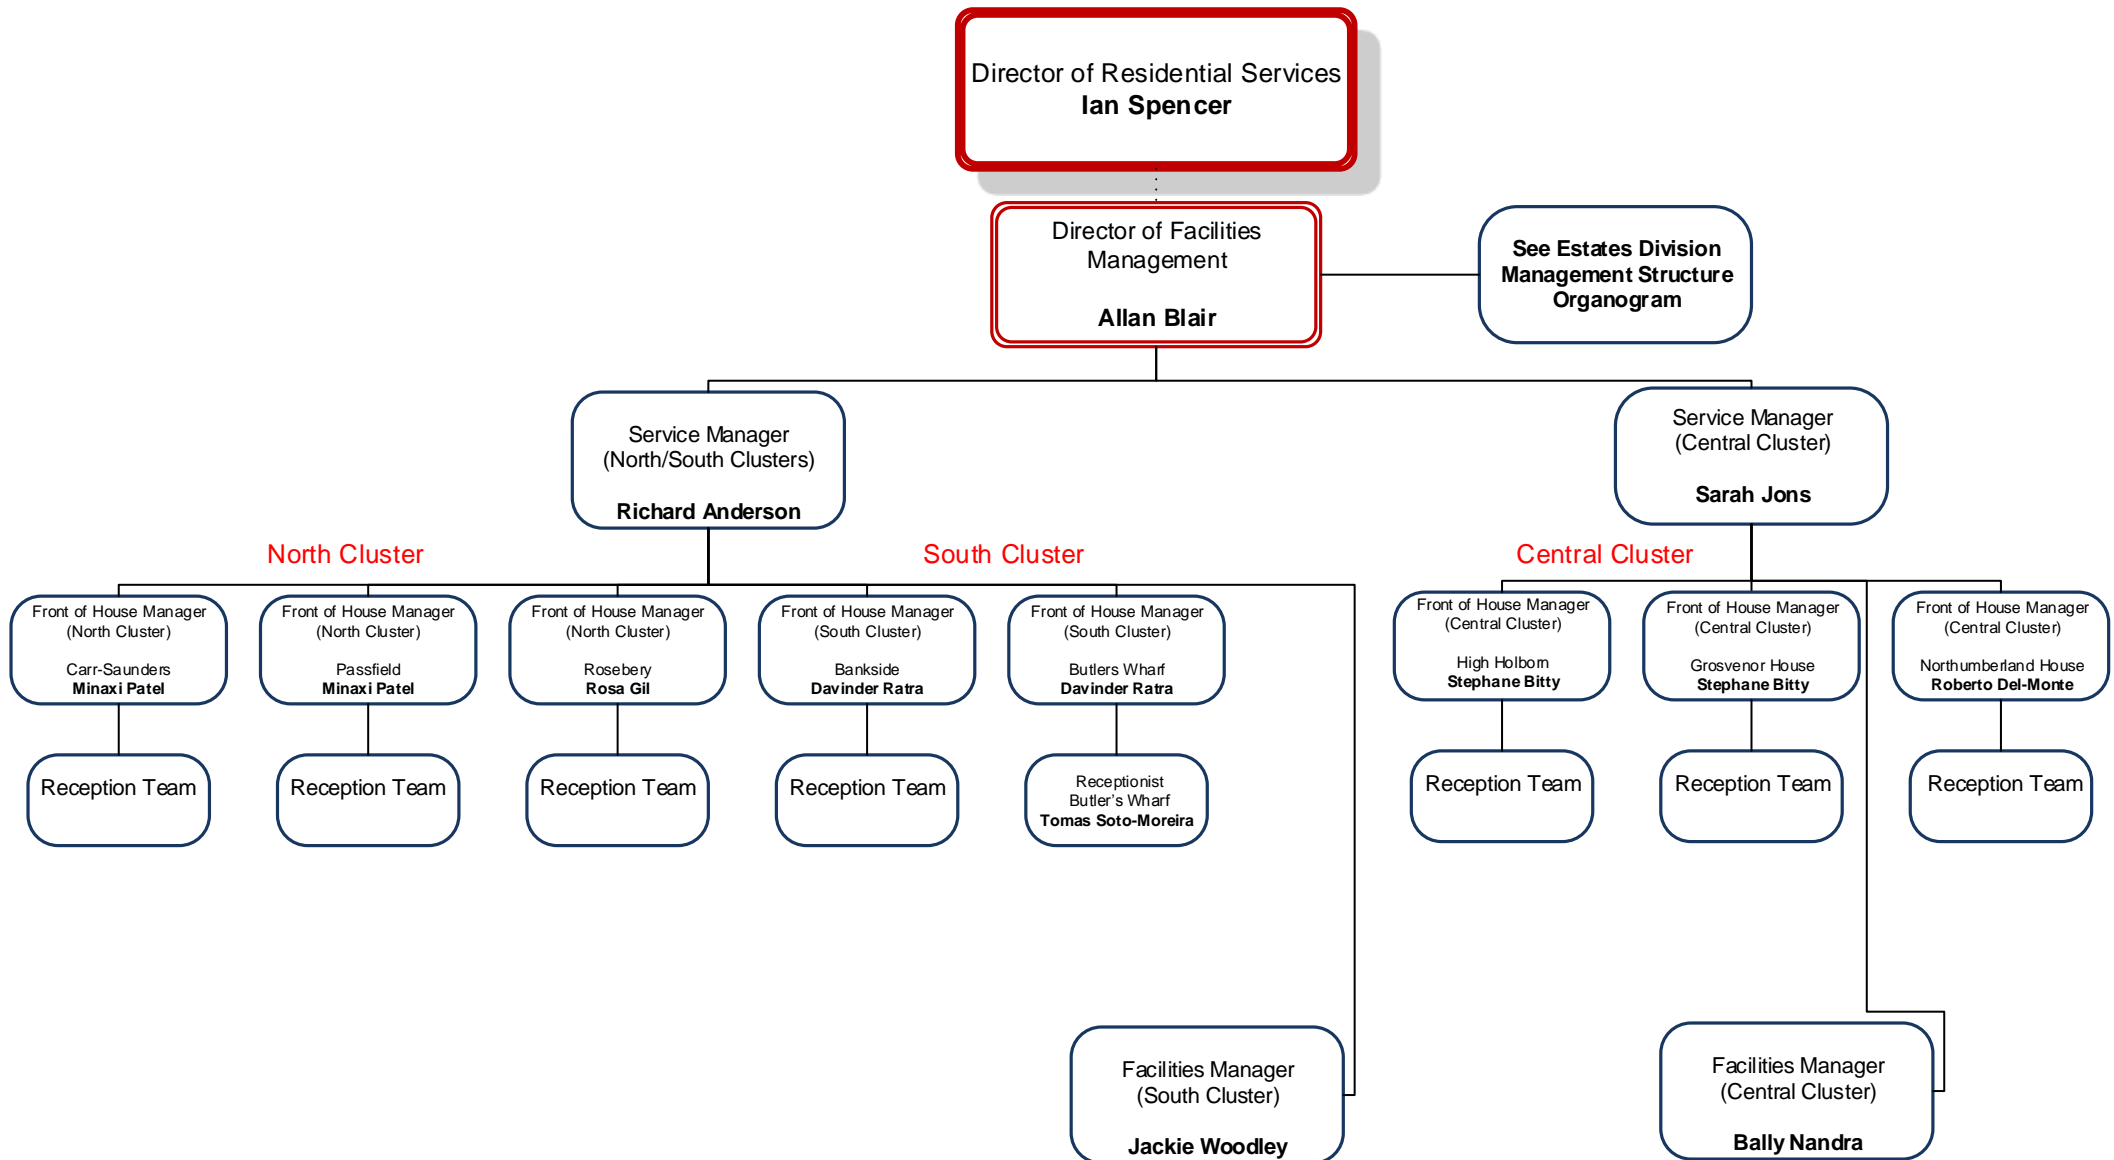 Director of Residential Services
Ian Spencer
Director of Facilities
Management
Allan Blair
See Estates Division
Management Structure
Organogram
Service Manager
(North/South Clusters)
Richard Anderson
Service Manager
(Central Cluster)
Sarah Jons
North Cluster
South Cluster
Central Cluster
Front of House Manager
(North Cluster)
Carr-Saunders
Minaxi Patel
Front of House Manager
(North Cluster)
Passfield
Minaxi Patel
Front of House Manager
(North Cluster)
Rosebery
Rosa Gil
Front of House Manager
(South Cluster)
Bankside
Davinder Ratra
Front of House Manager
(South Cluster)
Butlers Wharf
Davinder Ratra
Front of House Manager
(Central Cluster)
High Holborn
Stephane Bitty
Front of House Manager
(Central Cluster)
Grosvenor House
Stephane Bitty
Front of House Manager
(Central Cluster)
Northumberland House
Roberto Del-Monte
Reception Team
Reception Team
Reception Team
Reception Team
Receptionist
Butler's Wharf
Tomas Soto-Moreira
Reception Team
Reception Team
Reception Team
Facilities Manager
(South Cluster)
Jackie Woodley
Facilities Manager
(Central Cluster)
Bally Nandra